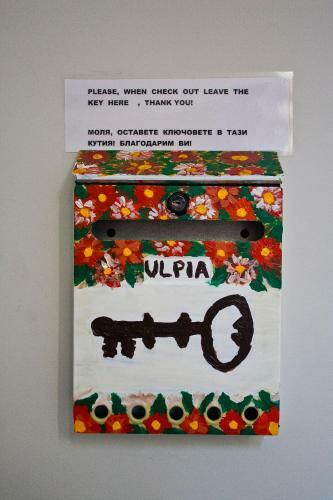 PLEASE, WHEN CHECK OUT LEAVE THE
KEY HERE , THANK YOU!
МОЛЯ, ОСТАВЕТЕ КЛЮЧОВЕТЕ В ТАЗИ
КУТИЯ! БЛАГОДАРИМ ВИ!
ULPIA